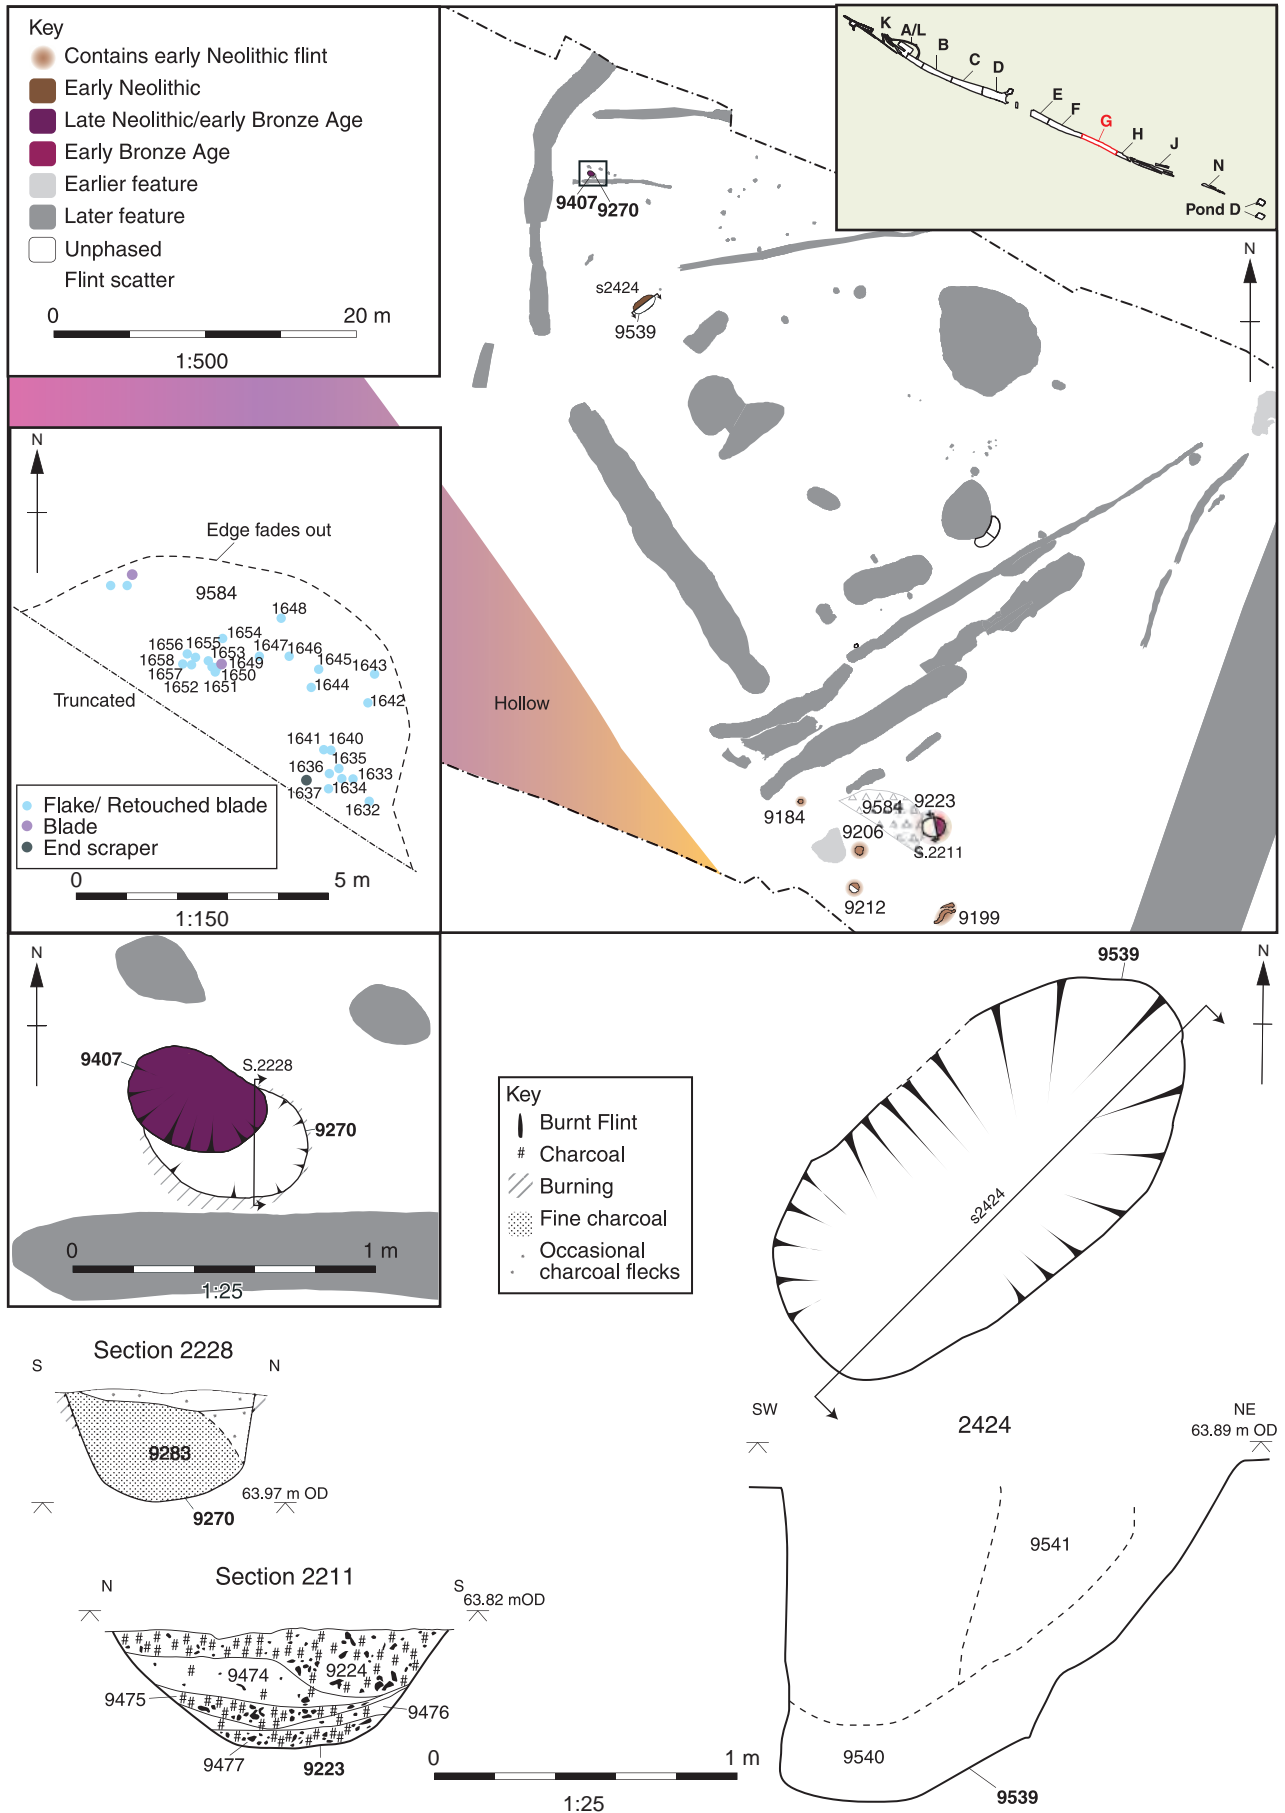 Key
Contains early Neolithic flint
Early Neolithic
Late Neolithic/early Bronze Age
Early Bronze Age
Earlier feature
Later feature
Unphased
Flint scatter
0 20 m
1:500
K
A/L
B
C
D
E
F
G
H
J
N
Pond D
N
9407
9270
s2424
9539
Hollow
9184
9584
9223
9206
S.2211
9212
9199
N
Edge fades out
9584
1648
1654
1656 1655
1653
1647 1646
1658
1649
1645 1643
1657
1650
1652 1651
1644
1642
Truncated
1641 1640
1635
1636
1633
1634
1637
1632
Flake/ Retouched blade
Blade
End scraper
0 5 m
1:150
N
9407
S.2228
9270
0 1 m
1:25
Key
Burnt Flint
Charcoal
Burning
Fine charcoal
Occasional
charcoal flecks
9539
N
s2424
Section 2228
S N
9283
63.97 m OD
9270
Section 2211
N S
63.82 mOD
9474
9224
9475
9476
9477
9223
0 1 m
1:25
SW NE
2424
63.89 m OD
9541
9540
9539